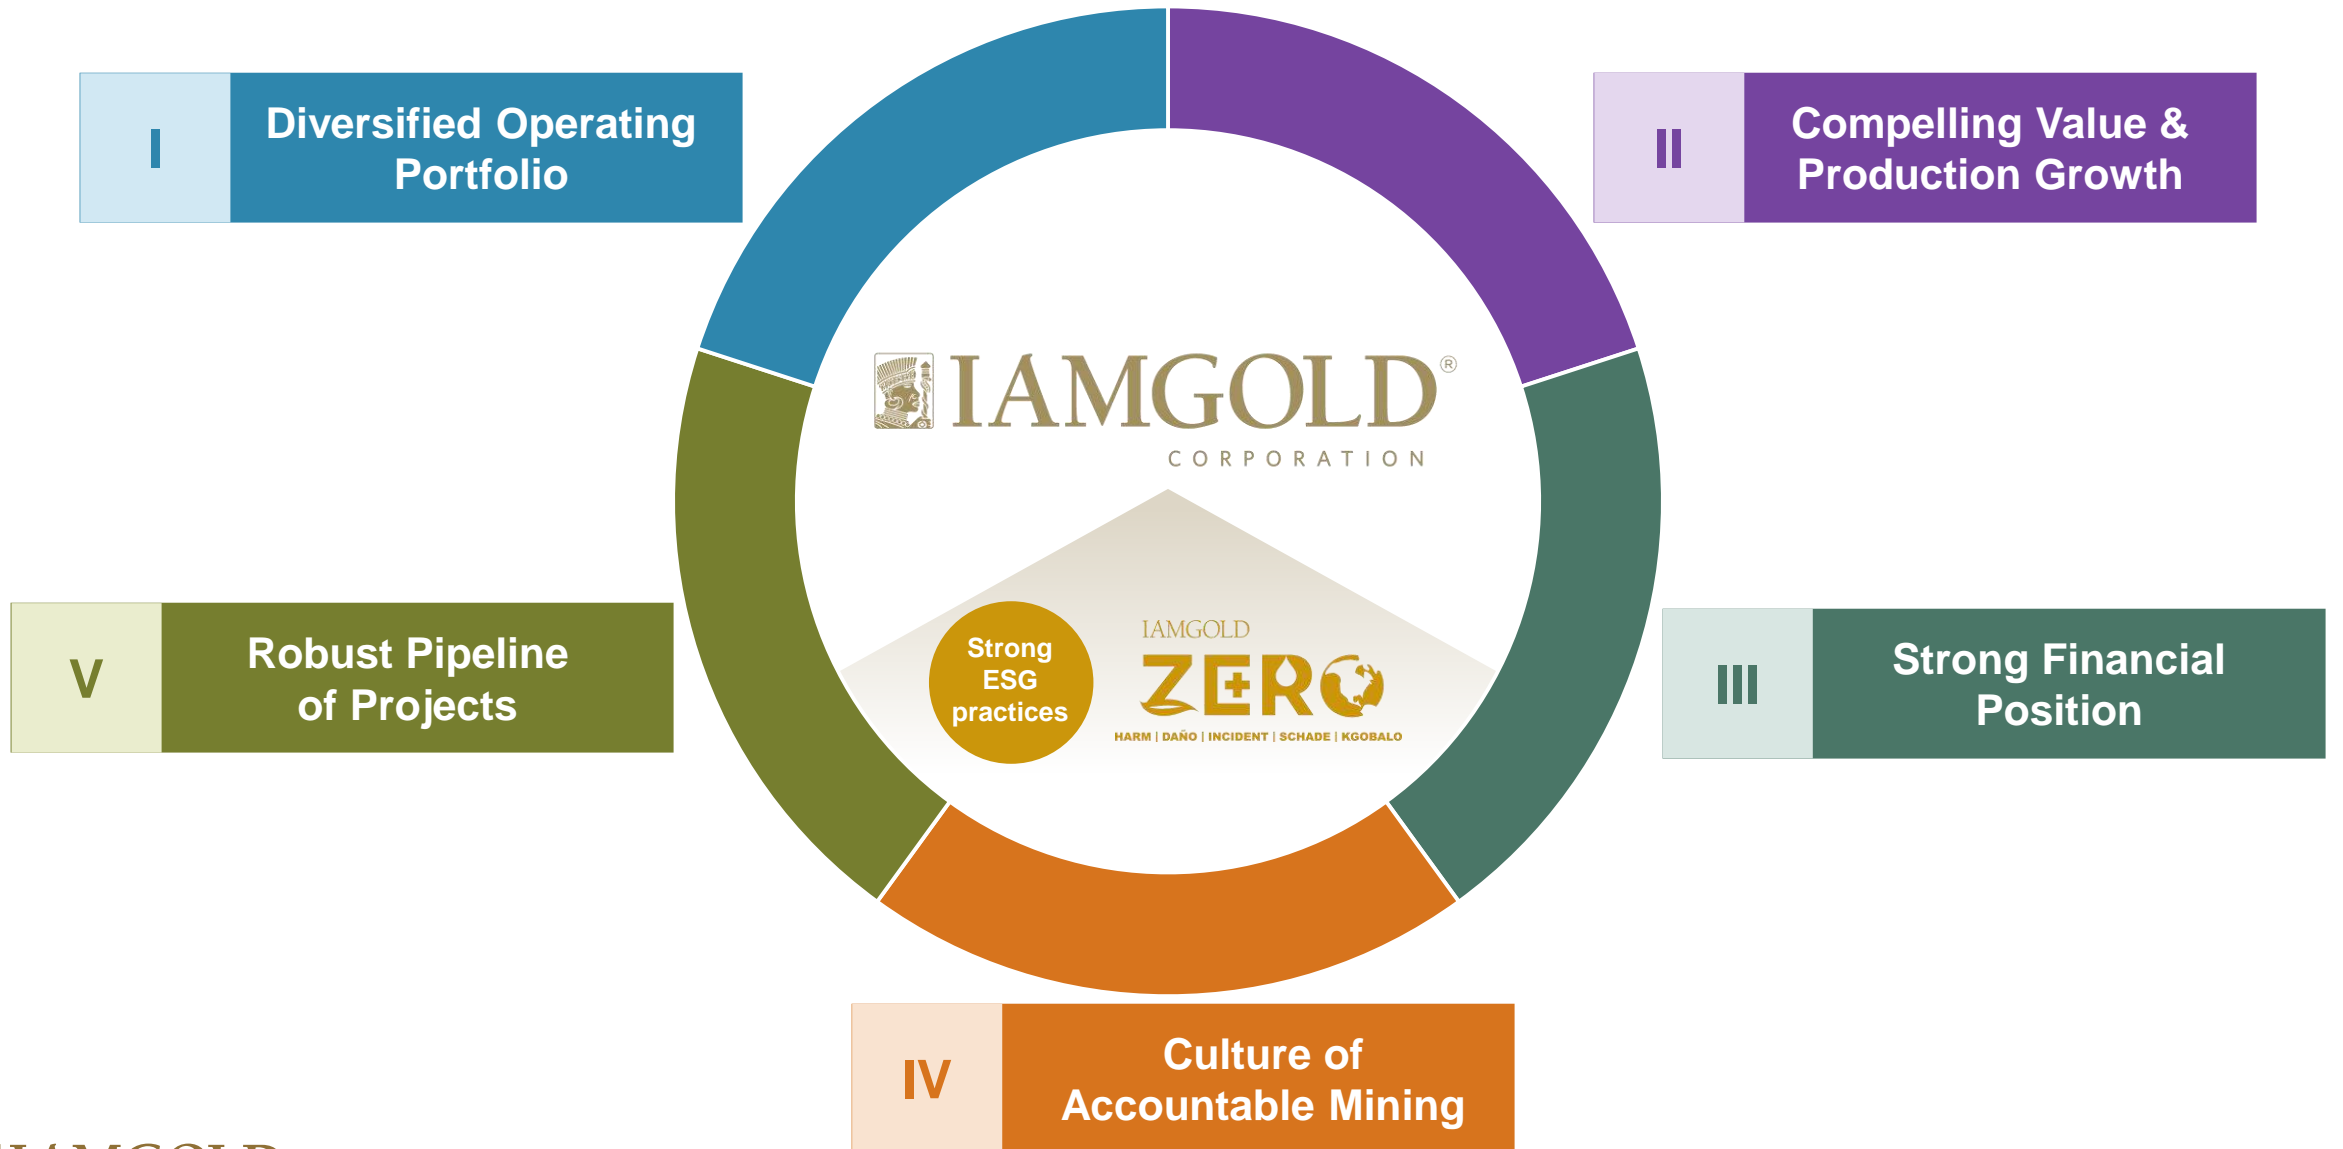 I
Diversified Operating
Portfolio
II
Compelling Value &
Production Growth
IAMGOLD®
CORPORATION
Strong
ESG
practices
IAMGOLD
ZERO
HARM | DAÑO | INCIDENT | SCHADE | KGOBALO
V
Robust Pipeline
of Projects
III
Strong Financial
Position
IV
Culture of
Accountable Mining
IAMGOLD